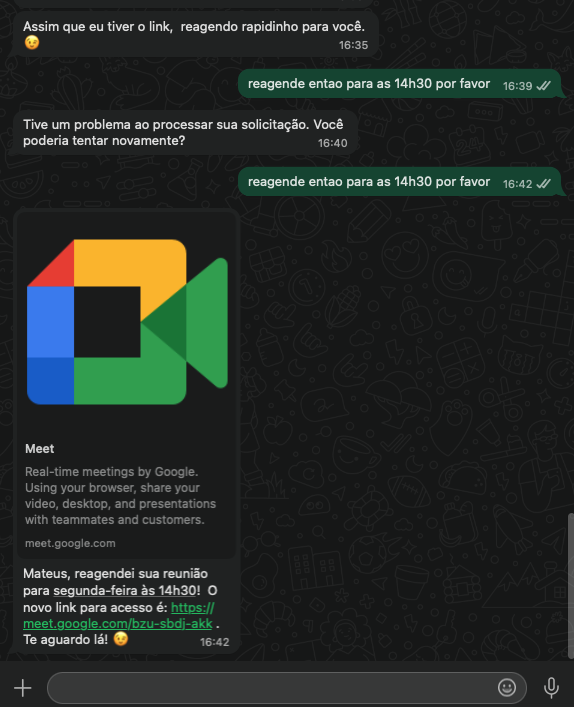 Assim que eu tiver o link,  reagendo rapidinho para você.
😉
16:35
reagende entao para as 14h30 por favor 16:39
Tive um problema ao processar sua solicitação. Você
poderia tentar novamente?
16:40
reagende entao para as 14h30 por favor 16:42
Meet
Real-time meetings by Google.
Using your browser, share your
video, desktop, and presentations
with teammates and customers.
meet.google.com
Mateus, reagendei sua reunião
para segunda-feira às 14h30!  O
novo link para acesso é: https://
meet.google.com/bzu-sbdj-akk .
Te aguardo lá! 😉
16:42